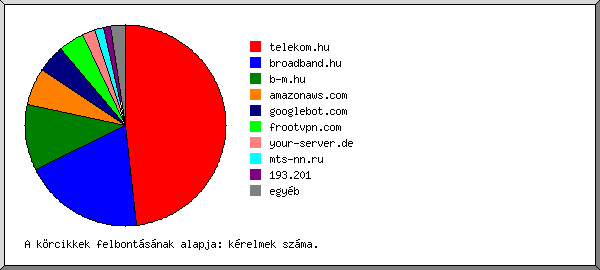 telekom.hu
broadband.hu
b-m.hu
amazonaws.com
googlebot.com
frootvpn.com
your-server.de
mts-nn.ru
193.201
egyéb
A körcikkek felbontásának alapja: kérelmek száma.